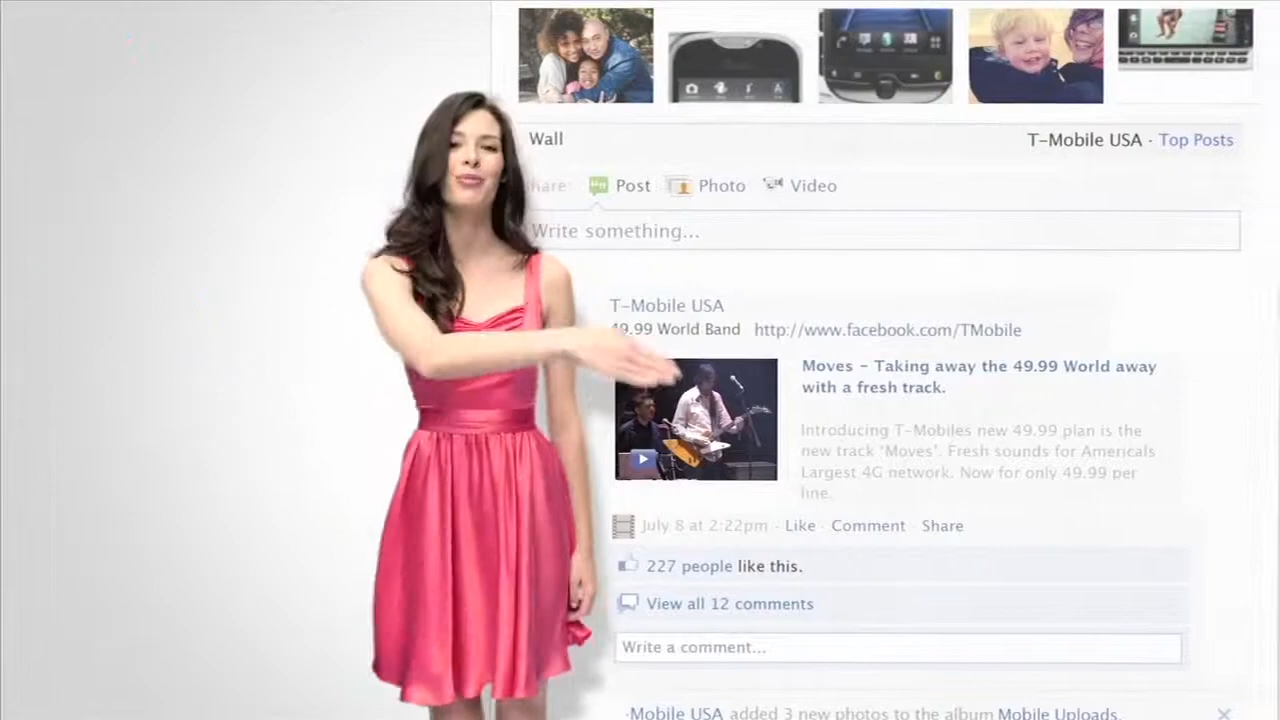 Wall
T-Mobile USA · Top Posts
Share: Post Photo Video
Write something...
T-Mobile USA
49.99 World Band http://www.facebook.com/TMobile
Moves - Taking away the 49.99 World away
with a fresh track.
Introducing T-Mobiles new 49.99 plan is the
new track 'Moves'. Fresh sounds for Americals
Largest 4G network. Now for only 49.99 per
line.
July 8 at 2:22pm · Like · Comment · Share
227 people like this.
View all 12 comments
Write a comment...
·Mobile USA added 3 new photos to the album Mobile Uploads.